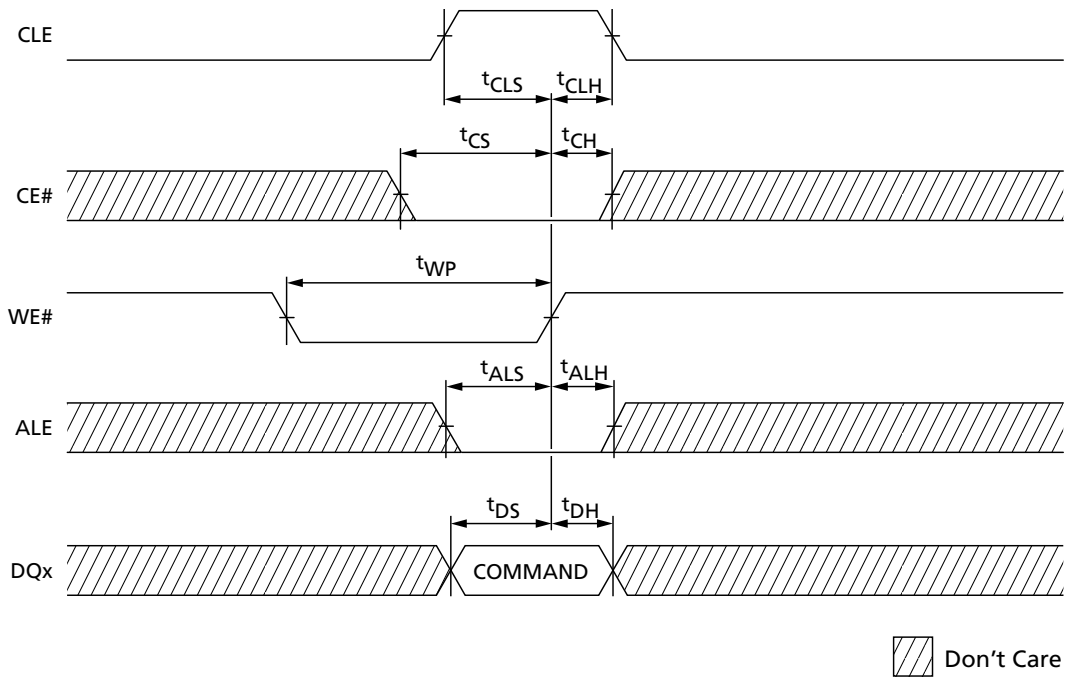 CLE
tCLS tCLH
tCS tCH
CE#
tWP
WE#
tALS tALH
ALE
tDS tDH
DQx COMMAND
Don't Care